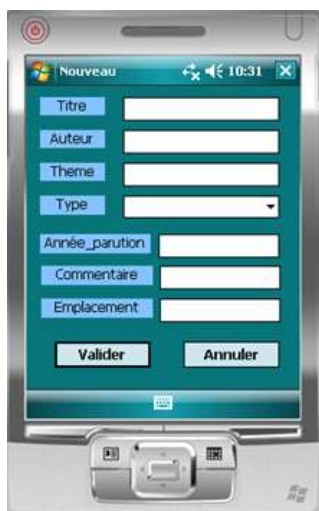 Nouveau 10:31
Titre
Auteur
Theme
Type
Année_parution
Commentaire
Emplacement
Valider Annuler